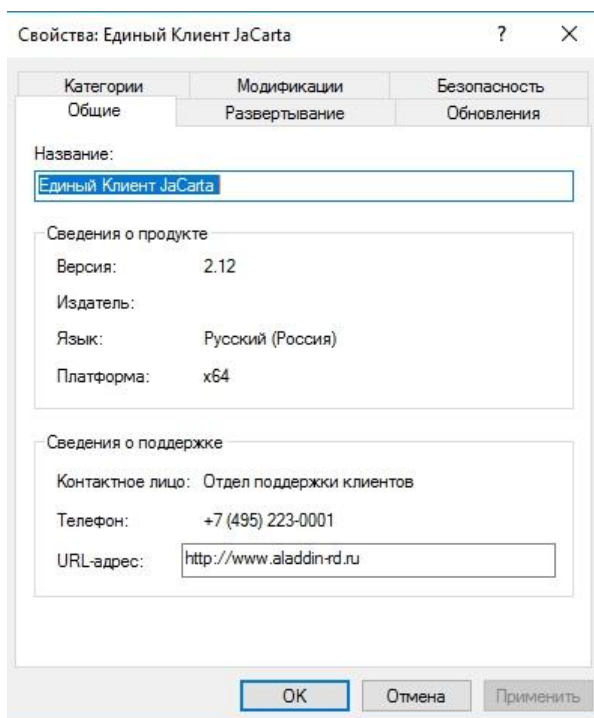 Свойства: Единый Клиент JaCarta ? ×
Категории Модификации Безопасность
Общие Развертывание Обновления
Название:
Единый Клиент JaCarta
Сведения о продукте
Версия: 2.12
Издатель:
Язык: Русский (Россия)
Платформа: x64
Сведения о поддержке
Контактное лицо: Отдел поддержки клиентов
Телефон: +7 (495) 223-0001
URL-адрес: http://www.aladdin-rd.ru
OK Отмена Применить